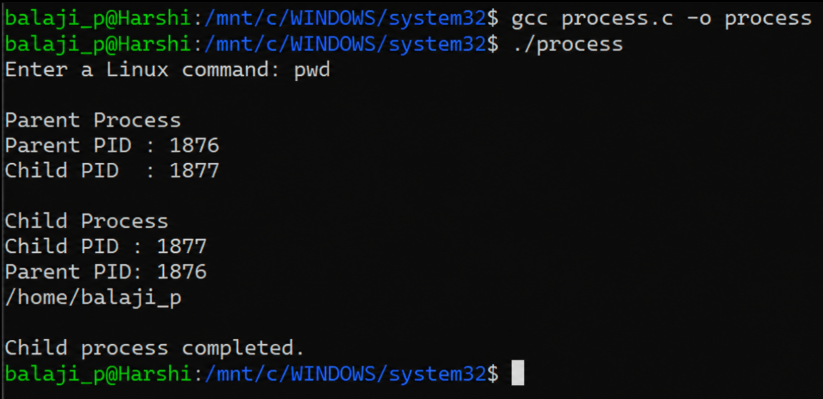 balaji_p@Harshi:/mnt/c/WINDOWS/system32$ gcc process.c -o process
balaji_p@Harshi:/mnt/c/WINDOWS/system32$ ./process
Enter a Linux command: pwd

Parent Process
Parent PID : 1876
Child PID  : 1877

Child Process
Child PID : 1877
Parent PID: 1876
/home/balaji_p

Child process completed.
balaji_p@Harshi:/mnt/c/WINDOWS/system32$